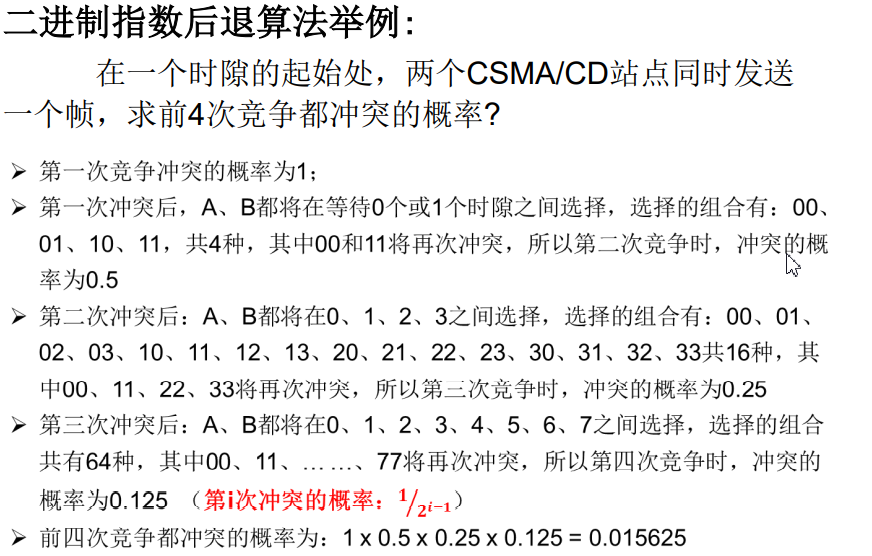 二进制指数后退算法举例:
在一个时隙的起始处，两个CSMA/CD站点同时发送
一个帧，求前4次竞争都冲突的概率?
➢ 第一次竞争冲突的概率为1；
➢ 第一次冲突后，A、B都将在等待0个或1个时隙之间选择，选择的组合有：00、
01、10、11，共4种，其中00和11将再次冲突，所以第二次竞争时，冲突的概
率为0.5
➢ 第二次冲突后：A、B都将在0、1、2、3之间选择，选择的组合有：00、01、
02、03、10、11、12、13、20、21、22、23、30、31、32、33共16种，其
中00、11、22、33将再次冲突，所以第三次竞争时，冲突的概率为0.25
➢ 第三次冲突后：A、B都将在0、1、2、3、4、5、6、7之间选择，选择的组合
共有64种，其中00、11、… …、77将再次冲突，所以第四次竞争时，冲突的
概率为0.125 （第i次冲突的概率：1/2^{i−1}）
➢ 前四次竞争都冲突的概率为：1 x 0.5 x 0.25 x 0.125 = 0.015625